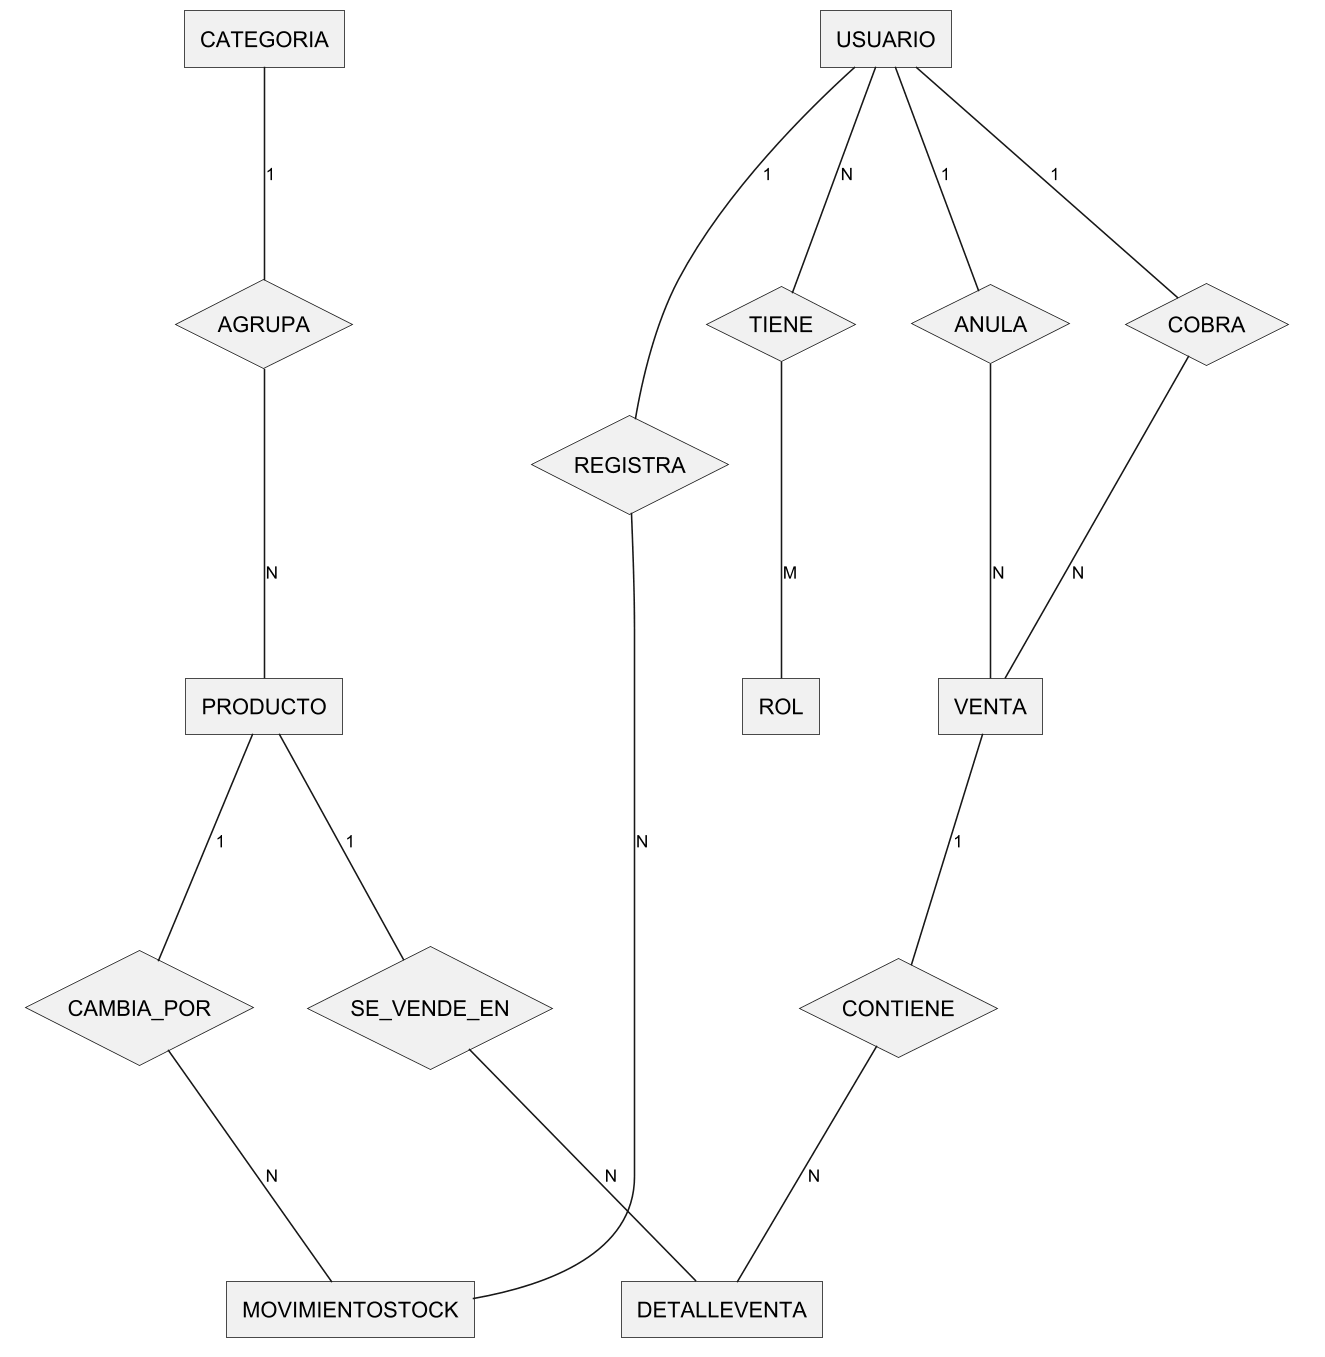 CATEGORIA
USUARIO
1
1
N
1
1
AGRUPA
TIENE
ANULA
COBRA
REGISTRA
N
M
N
N
PRODUCTO
ROL
VENTA
1
1
N
1
CAMBIA_POR
SE_VENDE_EN
CONTIENE
N
N
N
MOVIMIENTOSTOCK
DETALLEVENTA